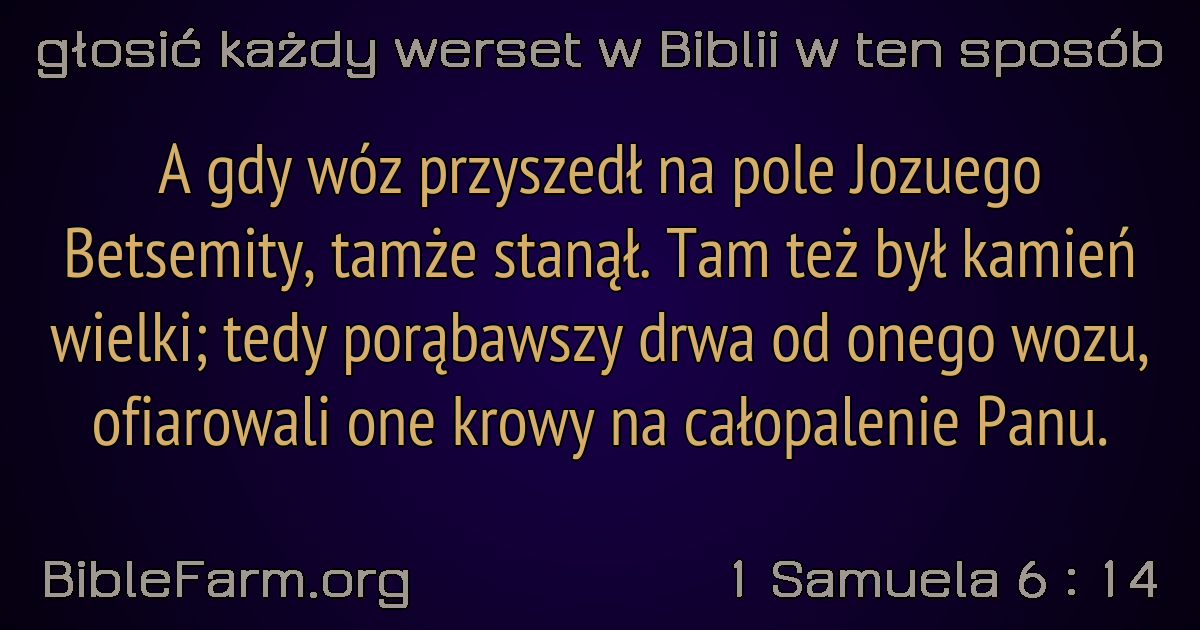 głosić każdy werset w Biblii w ten sposób
A gdy wóz przyszedł na pole Jozuego
Betsemity, tamże stanął. Tam też był kamień
wielki; tedy porąbawszy drwa od onego wozu,
ofiarowali one krowy na całopalenie Panu.
BibleFarm.org
1 Samuela 6 : 14